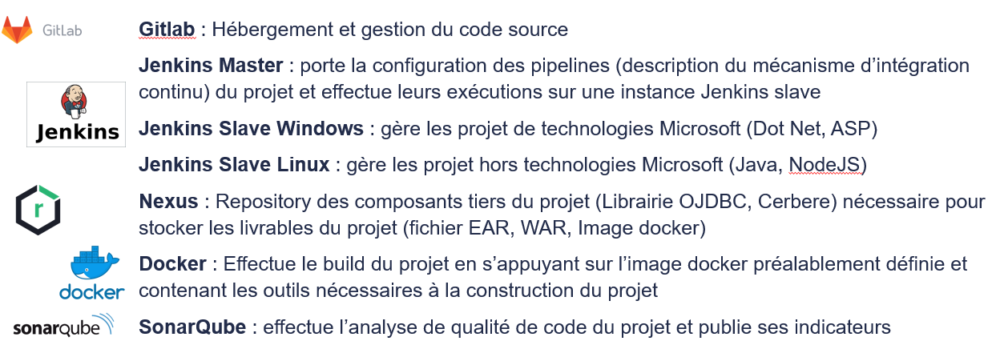 GitLab
Gitlab : Hébergement et gestion du code source
Jenkins Master : porte la configuration des pipelines (description du mécanisme d’intégration
continu) du projet et effectue leurs exécutions sur une instance Jenkins slave
Jenkins
Jenkins Slave Windows : gère les projet de technologies Microsoft (Dot Net, ASP)
Jenkins Slave Linux : gère les projet hors technologies Microsoft (Java, NodeJS)
r
Nexus : Repository des composants tiers du projet (Librairie OJDBC, Cerbere) nécessaire pour
stocker les livrables du projet (fichier EAR, WAR, Image docker)
docker
Docker : Effectue le build du projet en s’appuyant sur l’image docker préalablement définie et
contenant les outils nécessaires à la construction du projet
sonarqube
SonarQube : effectue l’analyse de qualité de code du projet et publie ses indicateurs